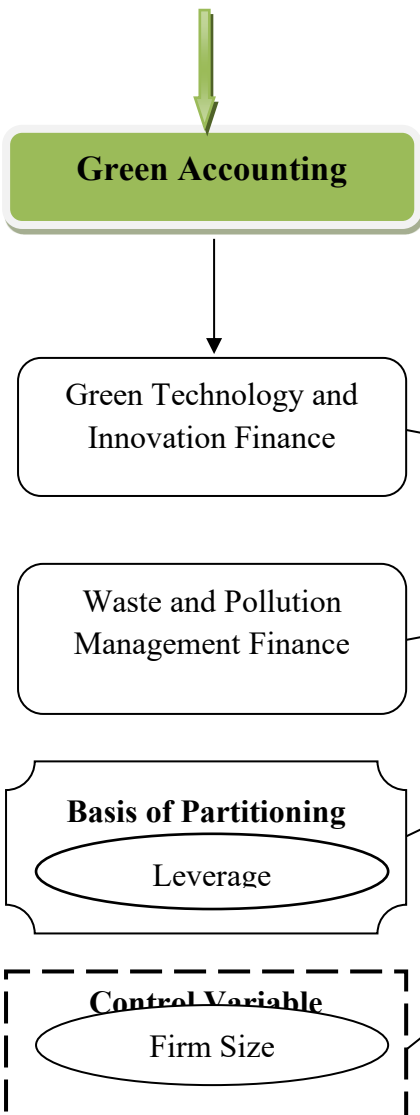 Green Accounting
Green Technology and
Innovation Finance
Waste and Pollution
Management Finance
Basis of Partitioning
Leverage
Control Variable
Firm Size